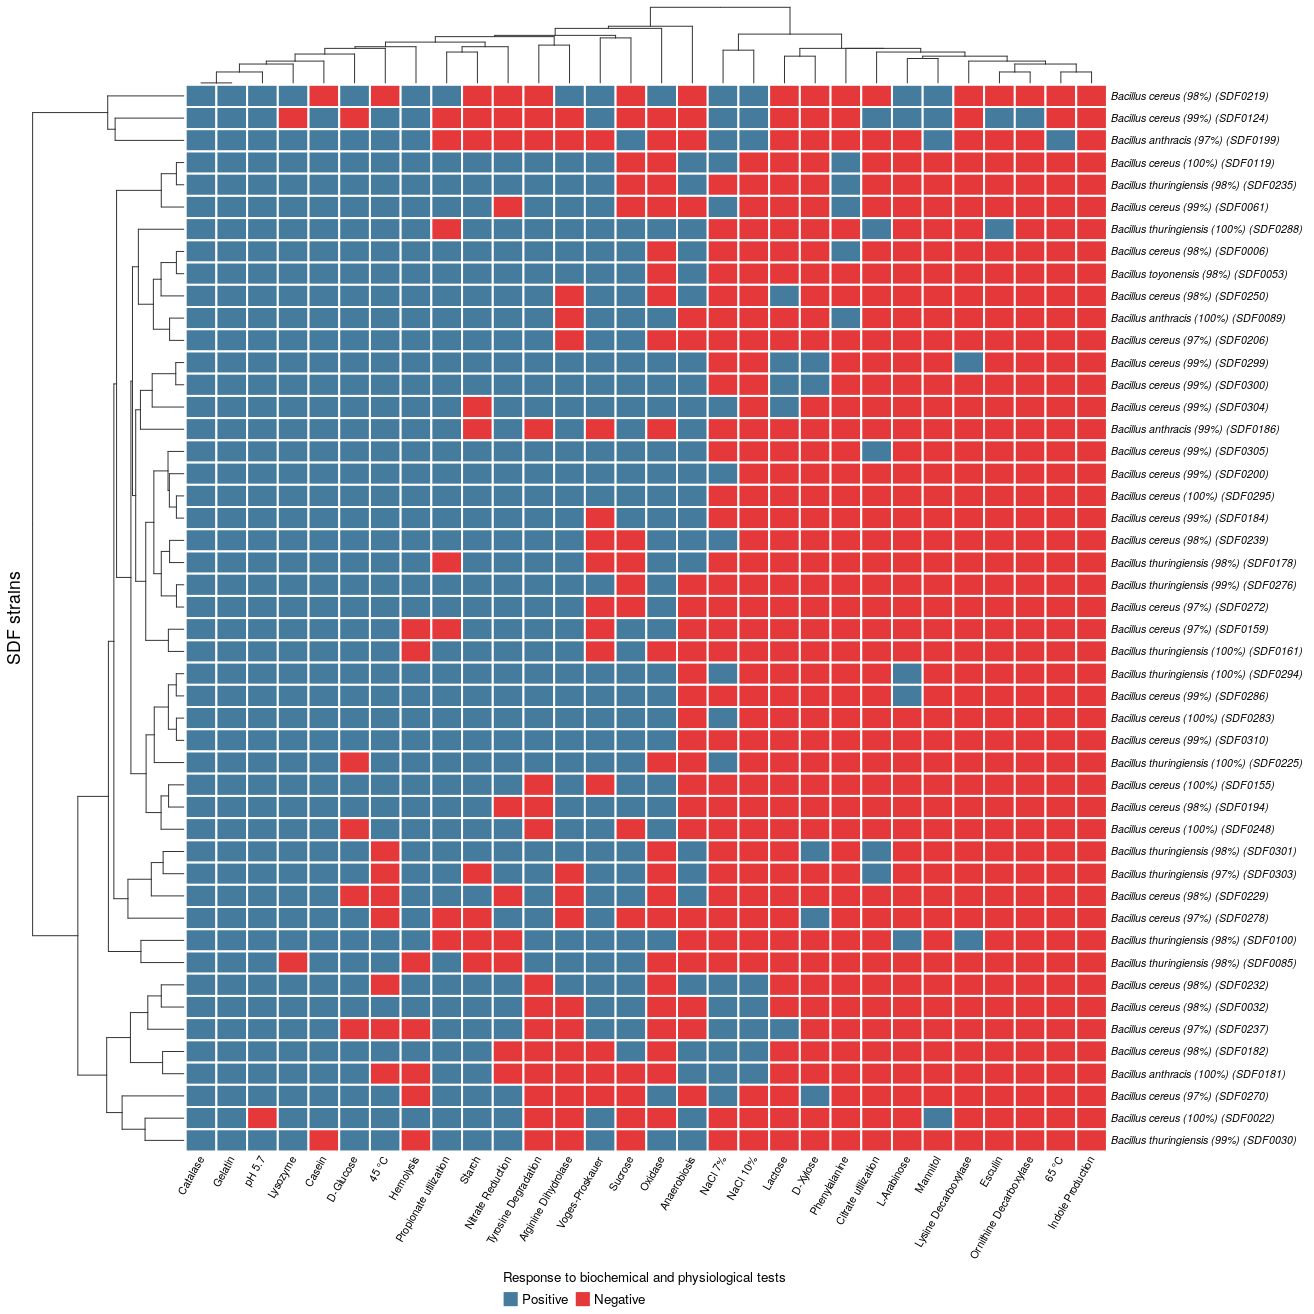 Bacillus cereus (98%) (SDF0219)
Bacillus cereus (99%) (SDF0124)
Bacillus anthracis (97%) (SDF0199)
Bacillus cereus (100%) (SDF0119)
Bacillus thuringiensis (98%) (SDF0235)
Bacillus cereus (99%) (SDF0061)
Bacillus thuringiensis (100%) (SDF0288)
Bacillus cereus (98%) (SDF0006)
Bacillus toyonensis (98%) (SDF0053)
Bacillus cereus (98%) (SDF0250)
Bacillus anthracis (100%) (SDF0089)
Bacillus cereus (97%) (SDF0206)
Bacillus cereus (99%) (SDF0299)
Bacillus cereus (99%) (SDF0300)
Bacillus cereus (99%) (SDF0304)
Bacillus anthracis (99%) (SDF0186)
Bacillus cereus (99%) (SDF0305)
Bacillus cereus (99%) (SDF0200)
Bacillus cereus (100%) (SDF0295)
Bacillus cereus (99%) (SDF0184)
Bacillus cereus (98%) (SDF0239)
Bacillus thuringiensis (98%) (SDF0178)
Bacillus thuringiensis (99%) (SDF0276)
Bacillus cereus (97%) (SDF0272)
Bacillus cereus (97%) (SDF0159)
Bacillus thuringiensis (100%) (SDF0161)
Bacillus thuringiensis (100%) (SDF0294)
Bacillus cereus (99%) (SDF0286)
Bacillus cereus (100%) (SDF0283)
Bacillus cereus (99%) (SDF0310)
Bacillus thuringiensis (100%) (SDF0225)
Bacillus cereus (100%) (SDF0155)
Bacillus cereus (98%) (SDF0194)
Bacillus cereus (100%) (SDF0248)
Bacillus thuringiensis (98%) (SDF0301)
Bacillus thuringiensis (97%) (SDF0303)
Bacillus cereus (98%) (SDF0229)
Bacillus cereus (97%) (SDF0278)
Bacillus thuringiensis (98%) (SDF0100)
Bacillus thuringiensis (98%) (SDF0085)
Bacillus cereus (98%) (SDF0232)
Bacillus cereus (98%) (SDF0032)
Bacillus cereus (97%) (SDF0237)
Bacillus cereus (98%) (SDF0182)
Bacillus anthracis (100%) (SDF0181)
Bacillus cereus (97%) (SDF0270)
Bacillus cereus (100%) (SDF0022)
Bacillus thuringiensis (99%) (SDF0030)
SDF strains
Catalase
Gelatin
pH 5.7
Lysozyme
Casein
D-Glucose
45 °C
Hemolysis
Propionate utilization
Starch
Nitrate Reduction
Tyrosine Degradation
Arginine Dihydrolase
Voges-Proskauer
Sucrose
Oxidase
Anaerobiosis
NaCl 7%
NaCl 10%
Lactose
D-Xylose
Phenylalanine
Citrate utilization
L-Arabinose
Mannitol
Lysine Decarboxylase
Esculin
Ornithine Decarboxylase
65 °C
Indole Production
Response to biochemical and physiological tests
Positive Negative